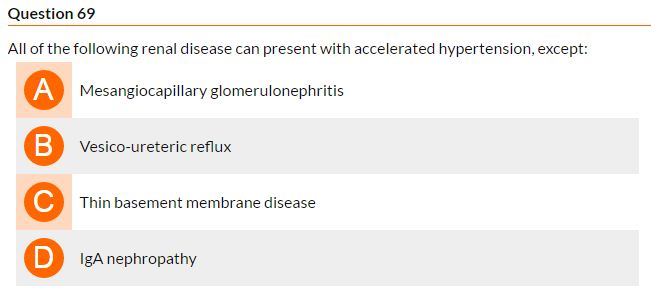 Question 69
All of the following renal disease can present with accelerated hypertension, except:
A Mesangiocapillary glomerulonephritis
B Vesico-ureteric reflux
C Thin basement membrane disease
D IgA nephropathy